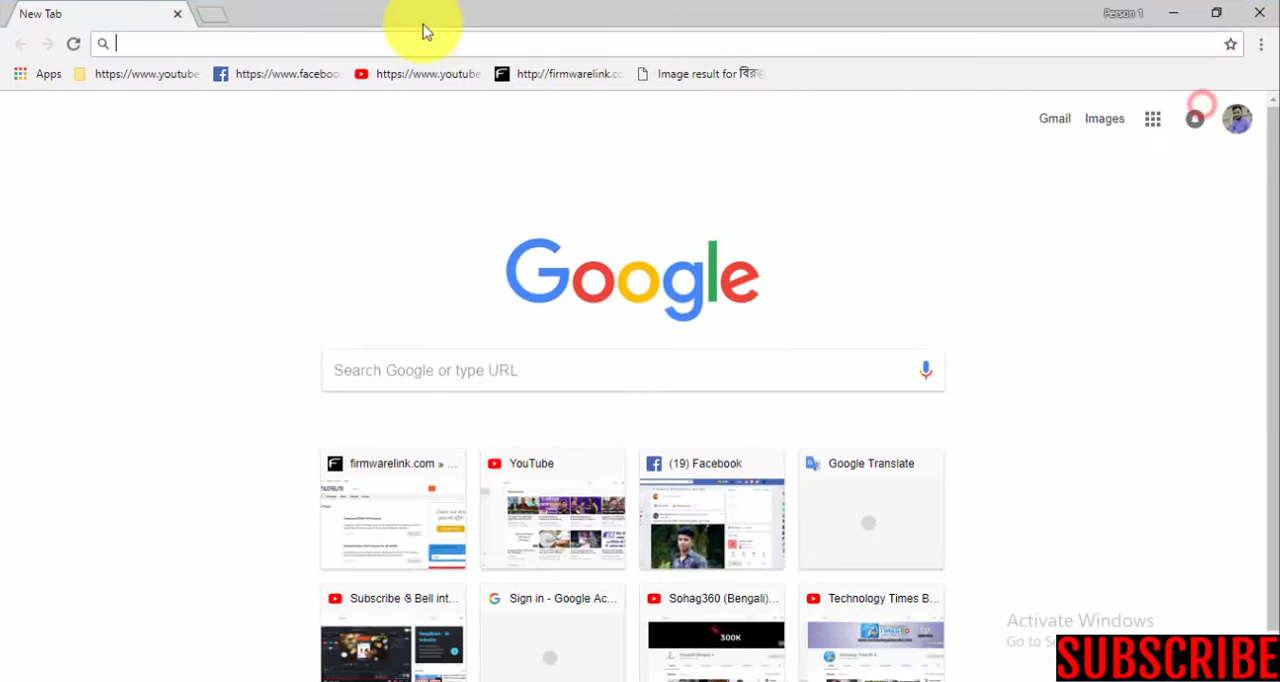 New Tab
Person 1
Apps https://www.youtube https://www.faceboo https://www.youtube http://firmwarelink.cc Image result for
Gmail Images
Google
Search Google or type URL
firmwarelink.com » ... YouTube (19) Facebook Google Translate
Subscribe & Bell int... Sign in - Google Ac... Sohag360 (Bengali)... Technology Times B...
300K
Activate Windows
Go to S
SUBSCRIBE